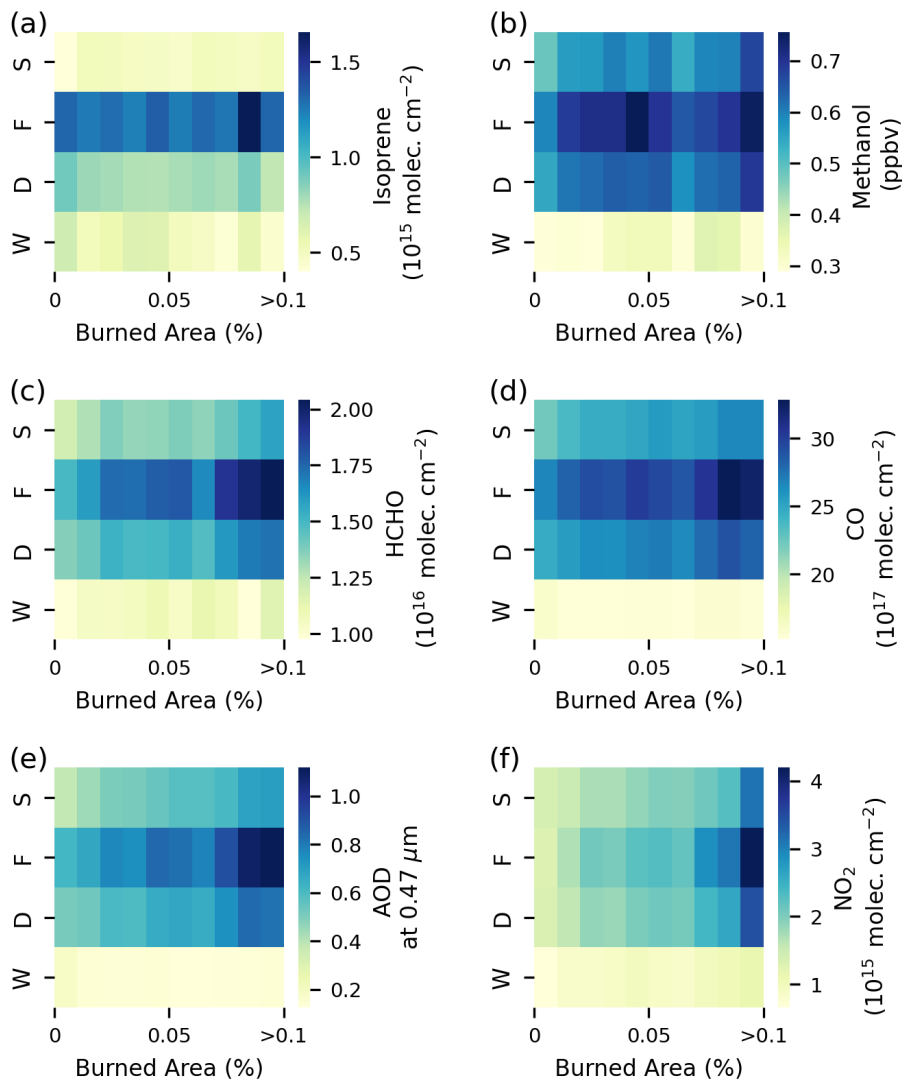 (a)
S
F
D
W
0
0.05
>0.1
Burned Area (%)
1.5
1.0
0.5
Isoprene
(10¹⁵ molec. cm⁻²)
(b)
S
F
D
W
0
0.05
>0.1
Burned Area (%)
0.7
0.6
0.5
0.4
0.3
Methanol
(ppbv)
(c)
S
F
D
W
0
0.05
>0.1
Burned Area (%)
2.00
1.75
1.50
1.25
1.00
HCHO
(10¹⁶ molec. cm⁻²)
(d)
S
F
D
W
0
0.05
>0.1
Burned Area (%)
30
25
20
CO
(10¹⁷ molec. cm⁻²)
(e)
S
F
D
W
0
0.05
>0.1
Burned Area (%)
1.0
0.8
0.6
0.4
0.2
AOD
at 0.47 μm
(f)
S
F
D
W
0
0.05
>0.1
Burned Area (%)
4
3
2
1
NO₂
(10¹⁵ molec. cm⁻²)